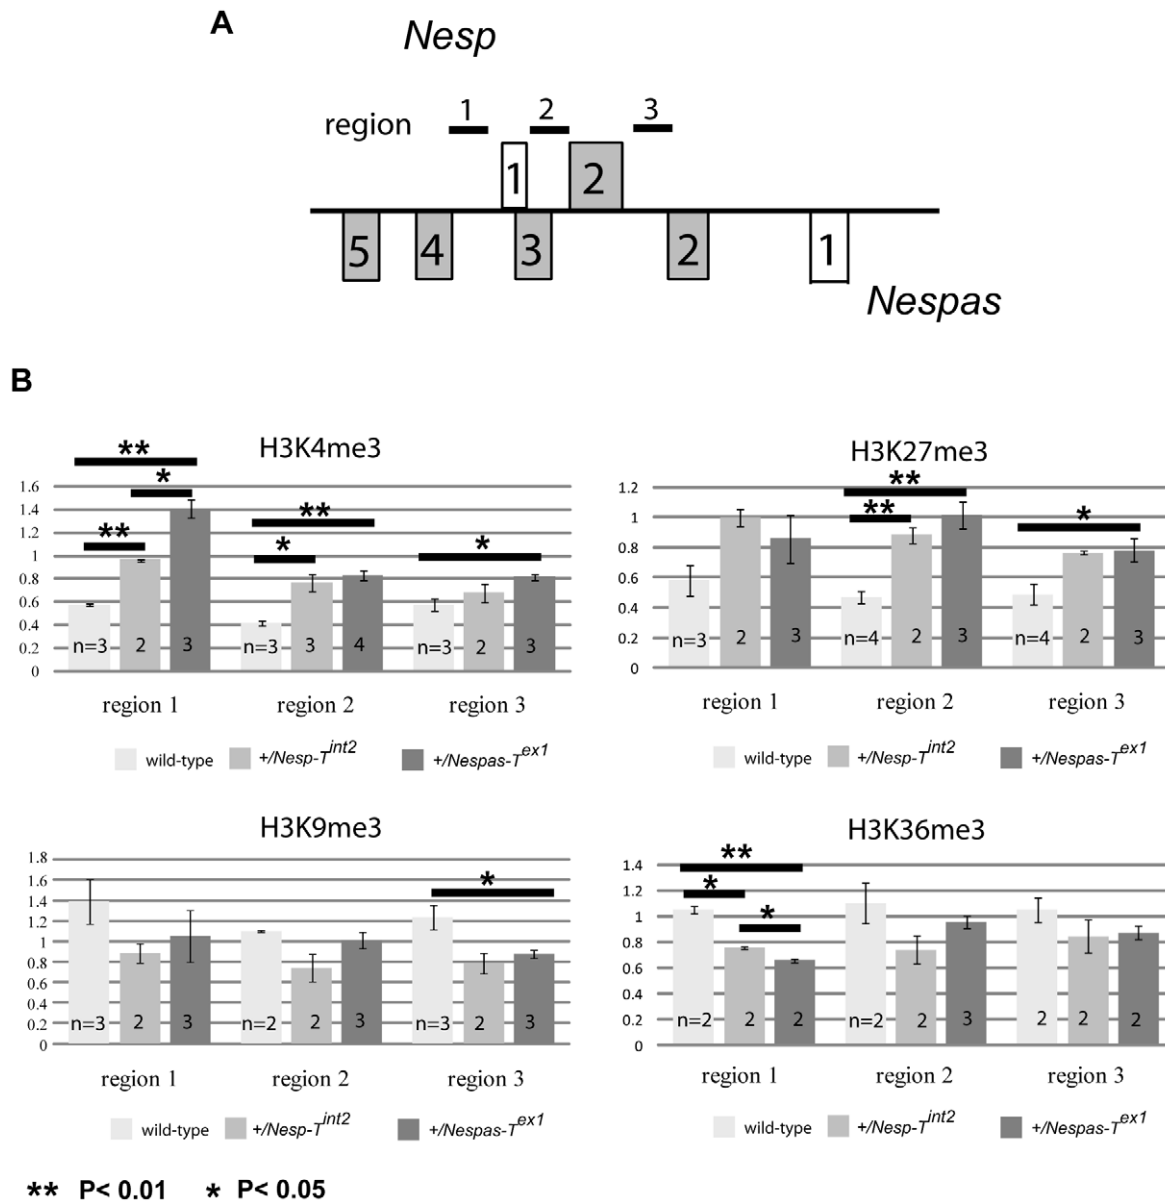 A
Nesp
region
1 2 3
1 2
5 4 3 2 1
Nespas
B
H3K4me3
** * ** ** * *
1.6
1.4
1.2
1
0.8
0.6
0.4
0.2
0
n=3 2 3 n=3 3 4 n=3 2 3
region 1 region 2 region 3
wild-type +/Nesp-T^int2 +/Nespas-T^ex1
H3K27me3
** ** *
1.2
1
0.8
0.6
0.4
0.2
0
n=3 2 3 n=4 2 3 n=4 2 3
region 1 region 2 region 3
wild-type +/Nesp-T^int2 +/Nespas-T^ex1
H3K9me3
*
1.8
1.6
1.4
1.2
1
0.8
0.6
0.4
0.2
0
n=3 2 3 n=2 2 3 n=3 2 3
region 1 region 2 region 3
wild-type +/Nesp-T^int2 +/Nespas-T^ex1
H3K36me3
** * *
1.4
1.2
1
0.8
0.6
0.4
0.2
0
n=2 2 2 n=2 2 3 2 2 2
region 1 region 2 region 3
wild-type +/Nesp-T^int2 +/Nespas-T^ex1
** P< 0.01 * P< 0.05